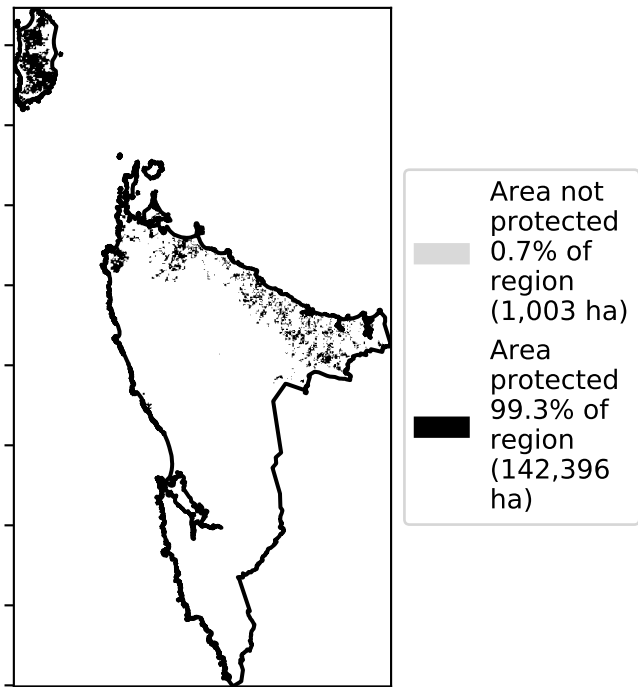 Area not
protected
0.7% of
region
(1,003 ha)
Area
protected
99.3% of
region
(142,396
ha)